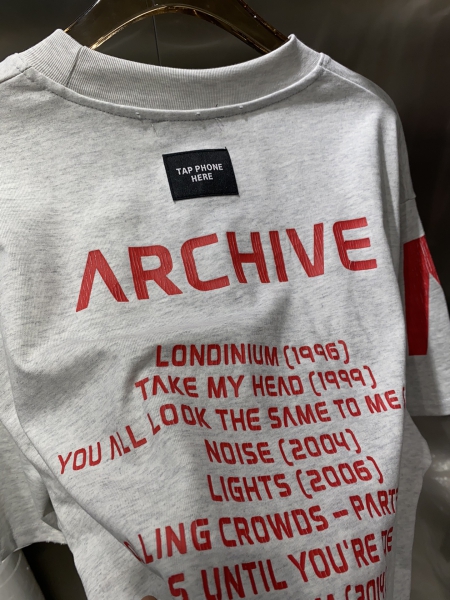 TAP PHONE
HERE
ARCHIVE
LONDINIUM (1996)
TAKE MY HEAD (1999)
YOU ALL LOOK THE SAME TO ME
NOISE (2004)
LIGHTS (2006)
LLING CROWDS – PART
S UNTIL YOU'RE